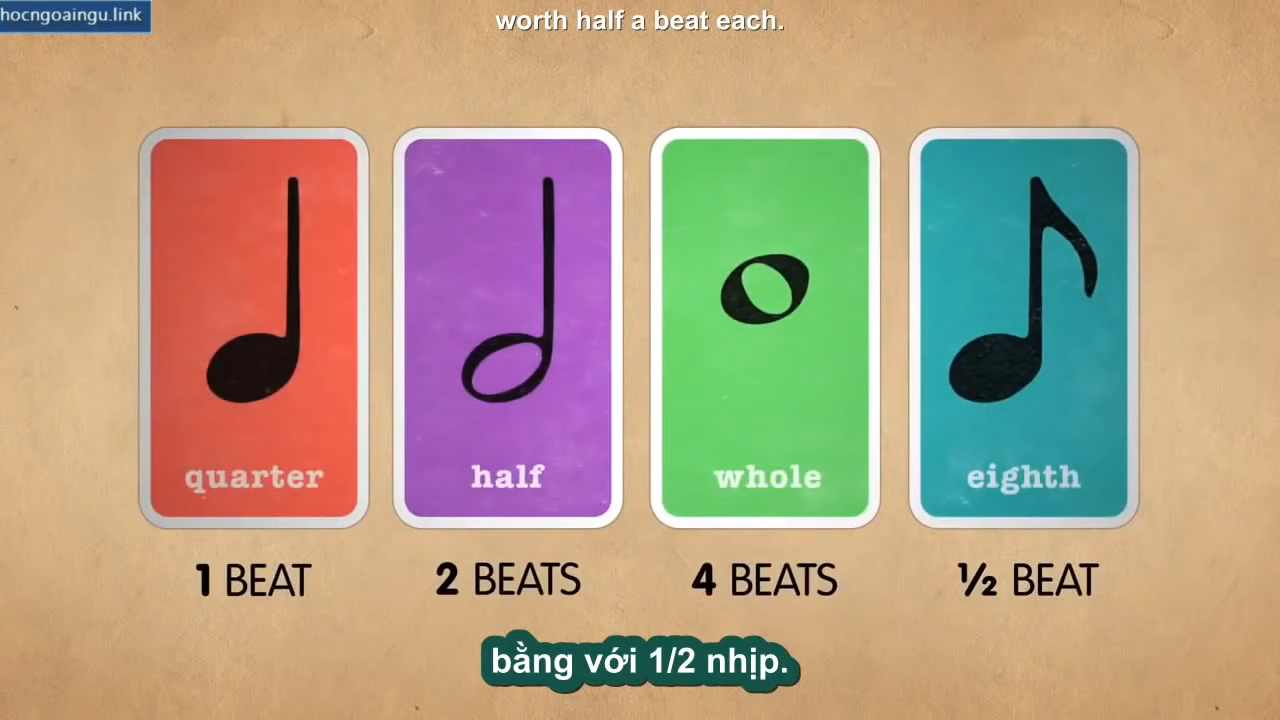 hocngoaingu.link
worth half a beat each.
quarter
half
whole
eighth
1 BEAT
2 BEATS
4 BEATS
½ BEAT
bằng với 1/2 nhịp.